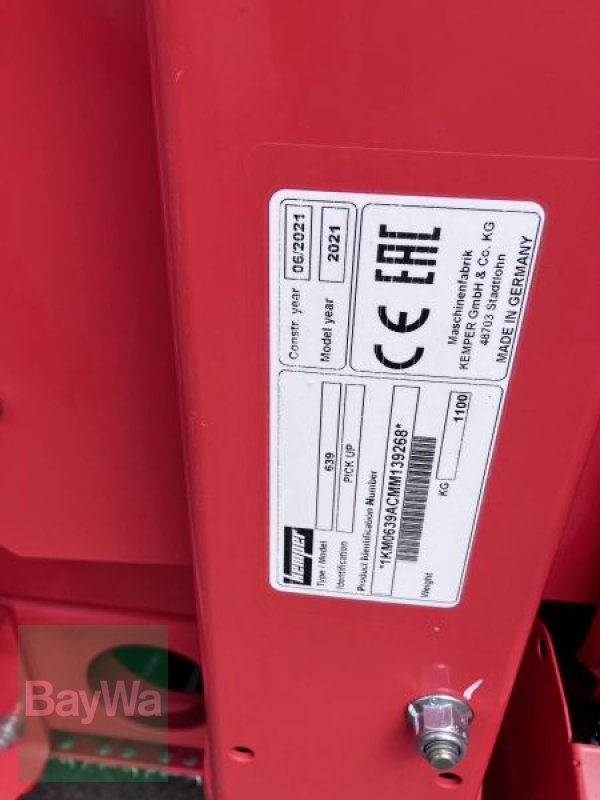 Constr. year 06/2021
Model year 2021
CE EAC
Maschinenfabrik
KEMPER GmbH & Co. KG
48703 Stadtlohn
MADE IN GERMANY
kemper
Type / Model 639
Identification PICK UP
Product Identification Number
*1KM0639ACMM139268*
Weight KG 1100
BayWa